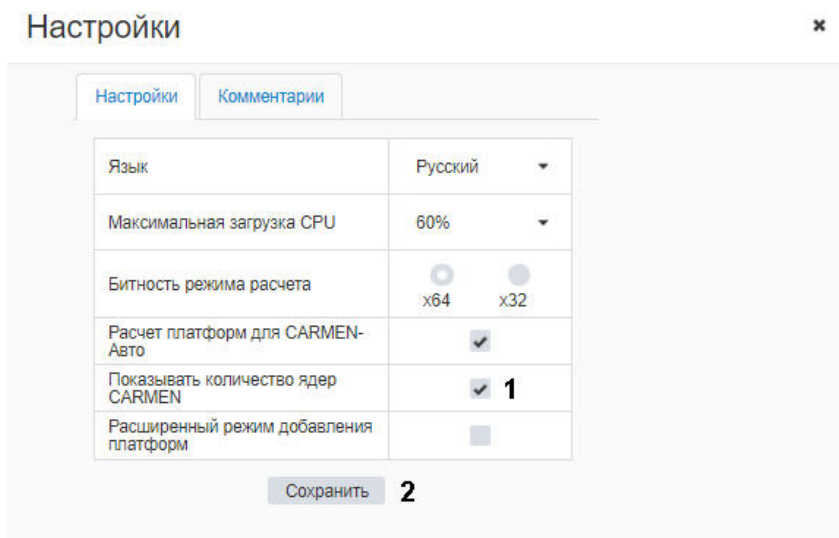 Настройки
Настройки Комментарии
Язык Русский
Максимальная загрузка CPU 60%
Битность режима расчета x64 x32
Расчет платформ для CARMEN-
Авто
Показывать количество ядер
CARMEN 1
Расширенный режим добавления
платформ
Сохранить 2